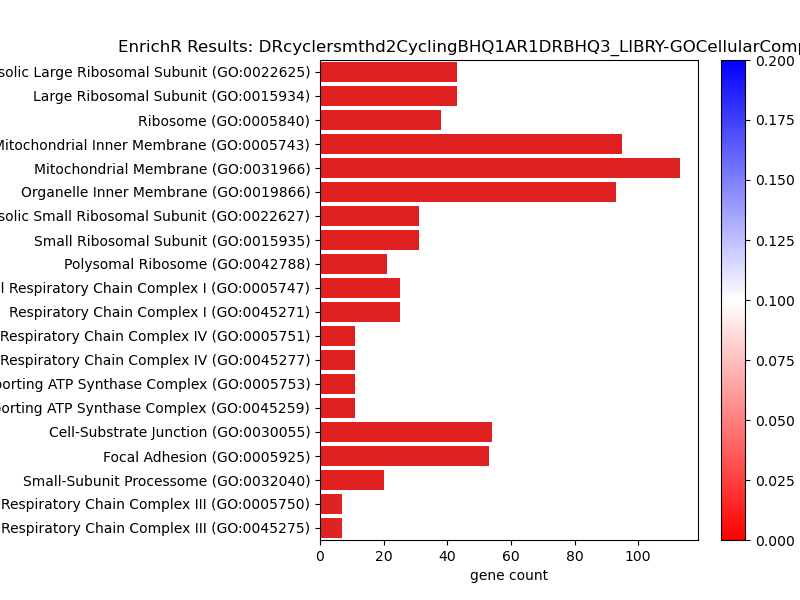 EnrichR Results: DRcyclersmthd2CyclingBHQ1AR1DRBHQ3_LIBRY-GOCellularComp
solic Large Ribosomal Subunit (GO:0022625)
Large Ribosomal Subunit (GO:0015934)
Ribosome (GO:0005840)
Mitochondrial Inner Membrane (GO:0005743)
Mitochondrial Membrane (GO:0031966)
Organelle Inner Membrane (GO:0019866)
solic Small Ribosomal Subunit (GO:0022627)
Small Ribosomal Subunit (GO:0015935)
Polysomal Ribosome (GO:0042788)
l Respiratory Chain Complex I (GO:0005747)
Respiratory Chain Complex I (GO:0045271)
Respiratory Chain Complex IV (GO:0005751)
Respiratory Chain Complex IV (GO:0045277)
porting ATP Synthase Complex (GO:0005753)
porting ATP Synthase Complex (GO:0045259)
Cell-Substrate Junction (GO:0030055)
Focal Adhesion (GO:0005925)
Small-Subunit Processome (GO:0032040)
Respiratory Chain Complex III (GO:0005750)
Respiratory Chain Complex III (GO:0045275)
0 20 40 60 80 100
gene count
0.200
0.175
0.150
0.125
0.100
0.075
0.050
0.025
0.000